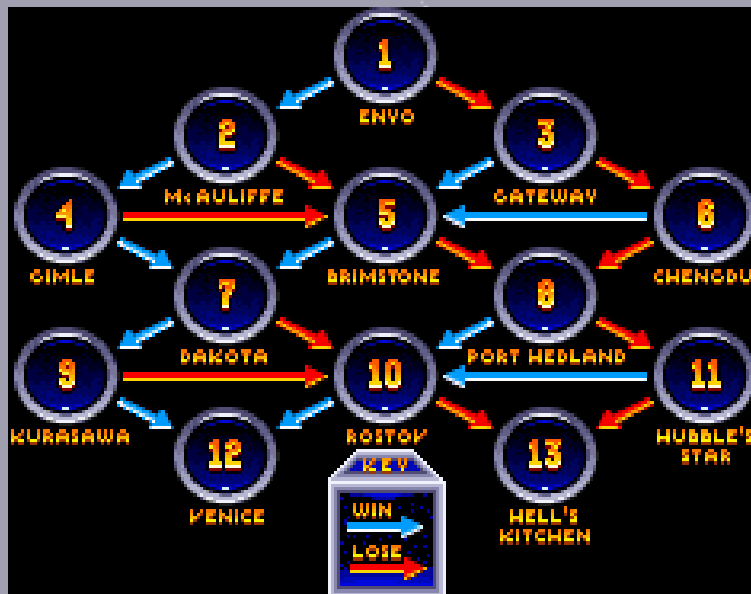 1
ENVO
2
3
McAULIFFE
GATEWAY
4
5
6
GIMLE
BRIMSTONE
CHENGDU
7
8
DAKOTA
PORT HEDLAND
9
10
11
KURASAWA
ROSTOV
HUBBLE'S
STAR
12
13
KEY
VENICE
HELL'S
KITCHEN
WIN
LOSE